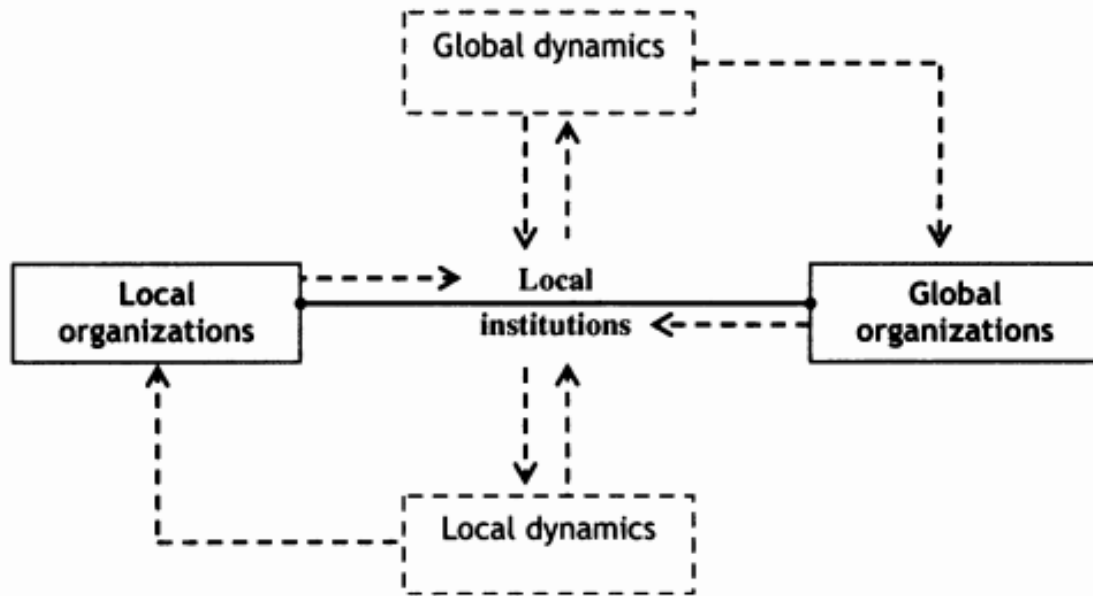 Global dynamics
Local
organizations
Local
institutions
Global
organizations
Local dynamics